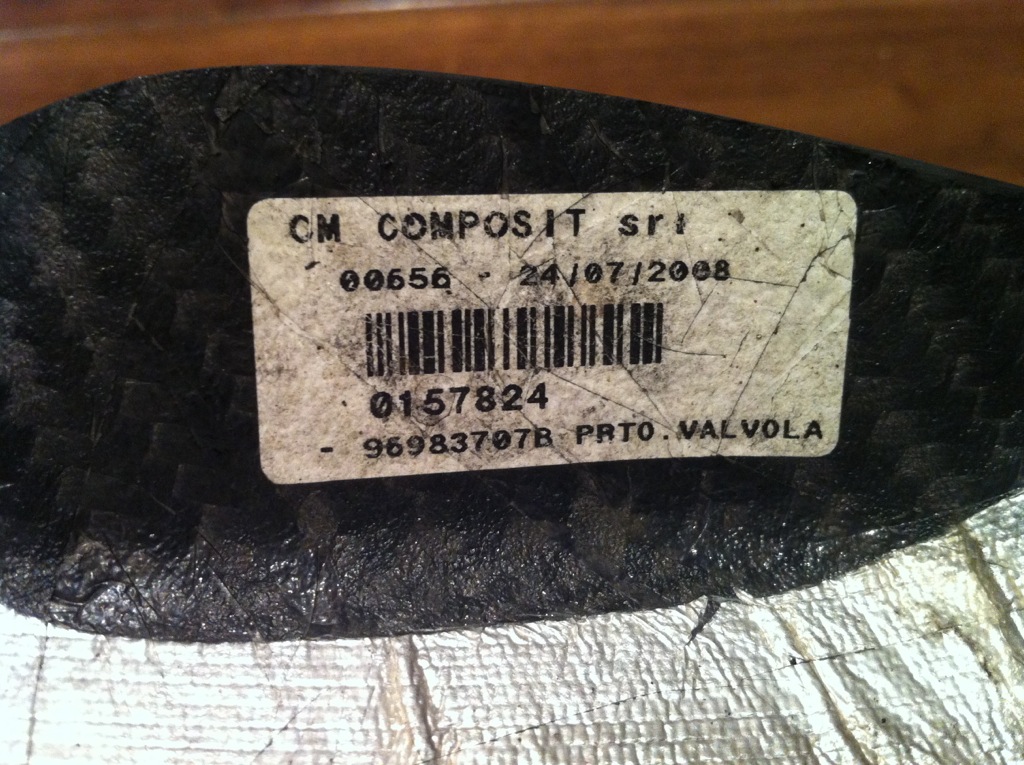 CM COMPOSIT srl
00656 - 24/07/2008
0157824
- 96983707B PRTO.VALVOLA